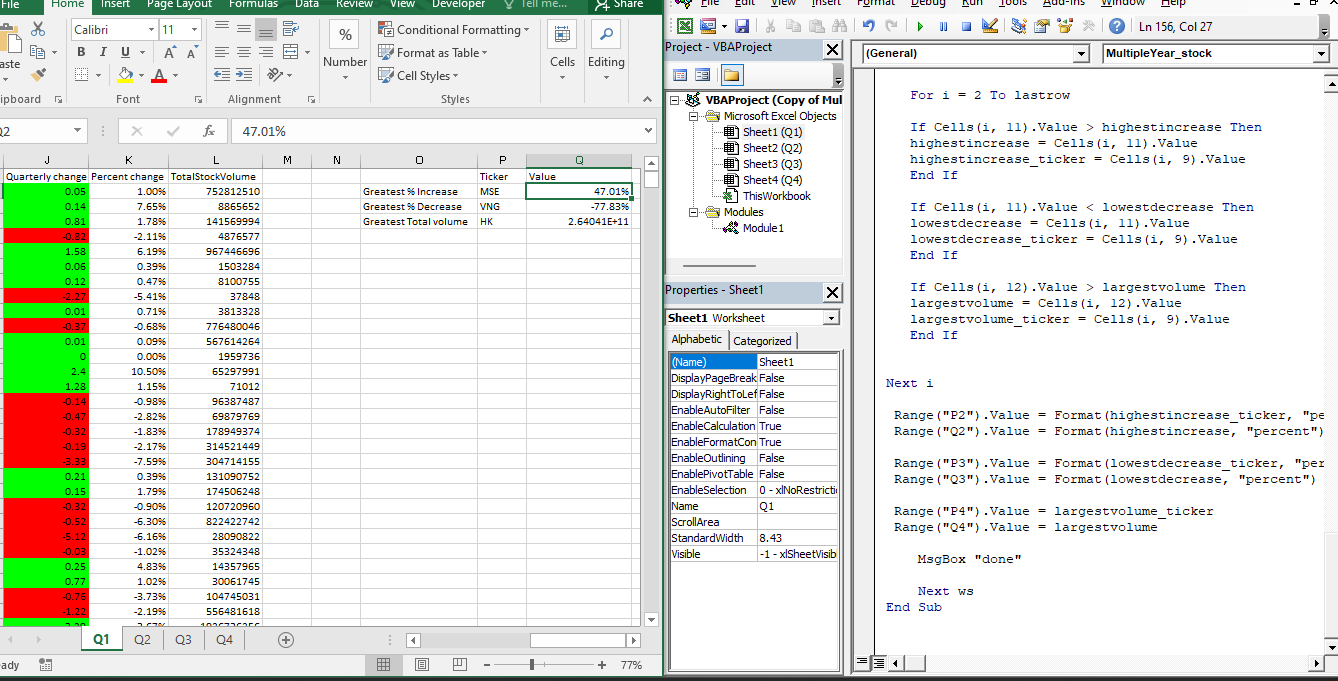 File Home Insert Page Layout Formulas Data Review View Developer Tell me... Share
Calibri 11
B I U
Number
Conditional Formatting
Format as Table
Cell Styles
Cells
Editing
Font Alignment Styles
47.01%
J K L M N O P Q
Quarterly change Percent change TotalStockVolume Ticker Value
0.05 1.00% 752812510 Greatest % Increase MSE 47.01%
0.14 7.65% 8865652 Greatest % Decrease VNG -77.83%
0.81 1.78% 141569994 Greatest Total volume HK 2.64041E+11
-0.82 -2.11% 4876577
1.58 6.19% 967446696
0.06 0.39% 1503284
0.12 0.47% 8100755
-2.27 -5.41% 37848
0.01 0.71% 3813328
-0.37 -0.68% 776480046
0.01 0.09% 567614264
0 0.00% 1959736
2.4 10.50% 65297991
1.28 1.15% 71012
-0.14 -0.98% 96387487
-0.47 -2.82% 69879769
-0.32 -1.83% 178949374
-0.19 -2.17% 314521449
-3.33 -7.59% 304714155
0.21 0.39% 131090752
0.15 1.79% 174506248
-0.32 -0.90% 120720960
-0.52 -6.30% 822422742
-5.12 -6.16% 28090822
-0.03 -1.02% 35324348
0.25 4.83% 14357965
0.77 1.02% 30061745
-0.76 -3.73% 104745031
-1.22 -2.19% 556481618
Q1 Q2 Q3 Q4
77%
File Edit View Insert Format Debug Run Tools Add-Ins Window Help
Ln 156, Col 27
Project - VBAProject
VBAProject (Copy of Mul
Microsoft Excel Objects
Sheet1 (Q1)
Sheet2 (Q2)
Sheet3 (Q3)
Sheet4 (Q4)
ThisWorkbook
Modules
Module1
Properties - Sheet1
Sheet1 Worksheet
Alphabetic Categorized
(Name) Sheet1
DisplayPageBreak False
DisplayRightToLef False
EnableAutoFilter False
EnableCalculation True
EnableFormatCon True
EnableOutlining False
EnablePivotTable False
EnableSelection 0 - xlNoRestrictio
Name Q1
ScrollArea
StandardWidth 8.43
Visible -1 - xlSheetVisibl
(General) MultipleYear_stock
For i = 2 To lastrow
If Cells(i, 11).Value > highestincrease Then
highestincrease = Cells(i, 11).Value
highestincrease_ticker = Cells(i, 9).Value
End If
If Cells(i, 11).Value < lowestdecrease Then
lowestdecrease = Cells(i, 11).Value
lowestdecrease_ticker = Cells(i, 9).Value
End If
If Cells(i, 12).Value > largestvolume Then
largestvolume = Cells(i, 12).Value
largestvolume_ticker = Cells(i, 9).Value
End If
Next i
Range("P2").Value = Format(highestincrease_ticker, "pe
Range("Q2").Value = Format(highestincrease, "percent")
Range("P3").Value = Format(lowestdecrease_ticker, "per
Range("Q3").Value = Format(lowestdecrease, "percent")
Range("P4").Value = largestvolume_ticker
Range("Q4").Value = largestvolume
MsgBox "done"
Next ws
End Sub